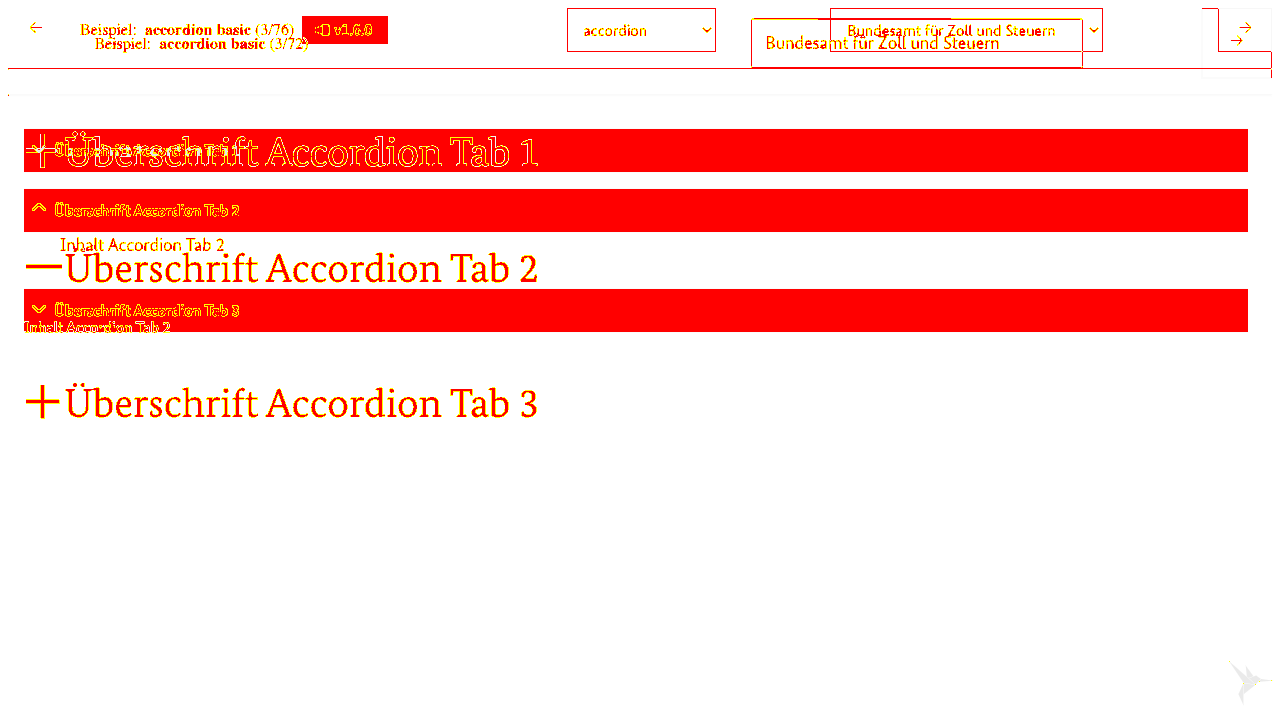 Beispiel: accordion basic (3/76) v1.6.0
Beispiel: accordion basic (3/72)
accordion
Bundesamt für Zoll und Steuern
Bundesamt für Zoll und Steuern
Überschrift Accordion Tab 1
Überschrift Accordion Tab 1
Überschrift Accordion Tab 2
Inhalt Accordion Tab 2
Überschrift Accordion Tab 2
Überschrift Accordion Tab 3
Inhalt Accordion Tab 2
Überschrift Accordion Tab 3